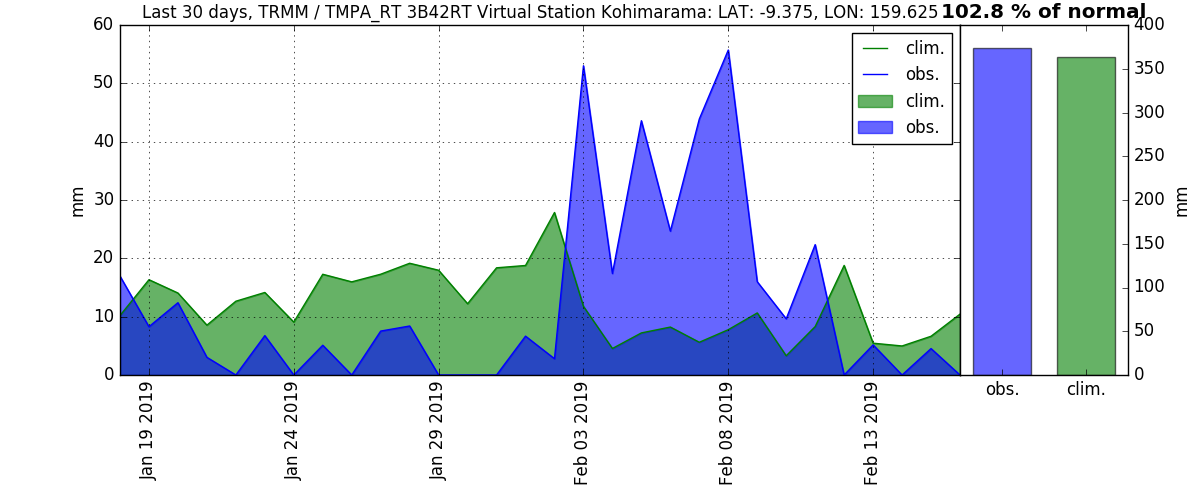 Last 30 days, TRMM / TMPA_RT 3B42RT Virtual Station Kohimarama: LAT: -9.375, LON: 159.625
102.8 % of normal
60
50
40
30
20
10
0
mm
clim.
obs.
clim.
obs.
Jan 19 2019
Jan 24 2019
Jan 29 2019
Feb 03 2019
Feb 08 2019
Feb 13 2019
400
350
300
250
200
150
100
50
0
mm
obs.
clim.